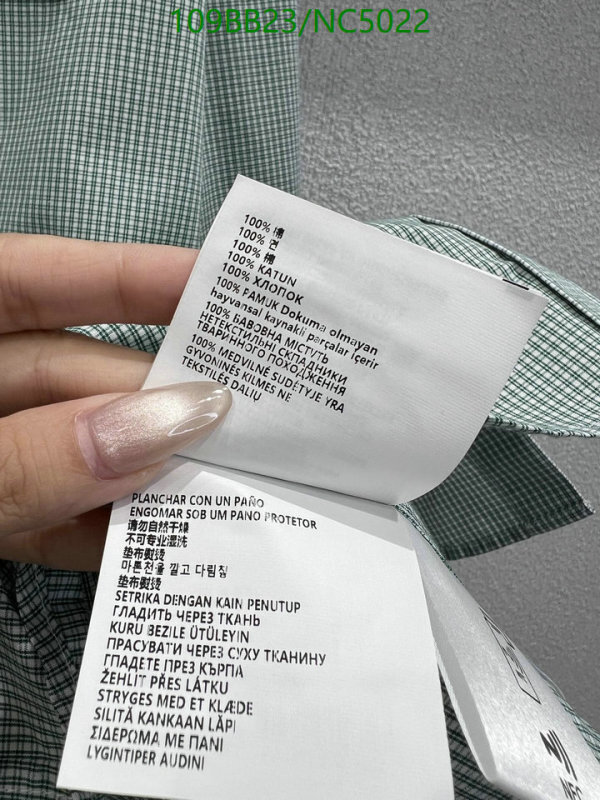 109BB23/NC5022
100% 棉
100% 면
100% 棉
100% KATUN
100% ХЛОПОК
100% PAMUK Dokuma olmayan
hayvansal kaynaklı parçalar içerir
100% БАВОВНА МІСТУТЬ
НЕТЕКСТИЛЬНІ СКЛАДНИКИ
ТВАРИННОГО ПОХОДЖЕННЯ
100% MEDVILNĖ SUDĖTYJE YRA
GYVONINĖS KILMĖS NE
TEKSTILĖS DALIŲ
PLANCHAR CON UN PAÑO
ENGOMAR SOB UM PANO PROTETOR
请勿自然干燥
不可专业湿洗
垫布熨烫
마른천을 깔고 다림질
垫布熨烫
SETRIKA DENGAN KAIN PENUTUP
ГЛАДИТЬ ЧЕРЕЗ ТКАНЬ
KURU BEZILE ÜTÜLEYIN
ПРАСУВАТИ ЧЕРЕЗ СУХУ ТКАНИНУ
ГПАДЕТЕ ПРЕЗ КЪРПА
ŽEHLIT PŘES LÁTKU
STRYGES MED ET KLÆDE
SILITÄ KANKAAN LÄPI
ΣΙΔΕΡΩΜΑ ΜΕ ΠΑΝΙ
LYGINTIPER AUDINI
NFC